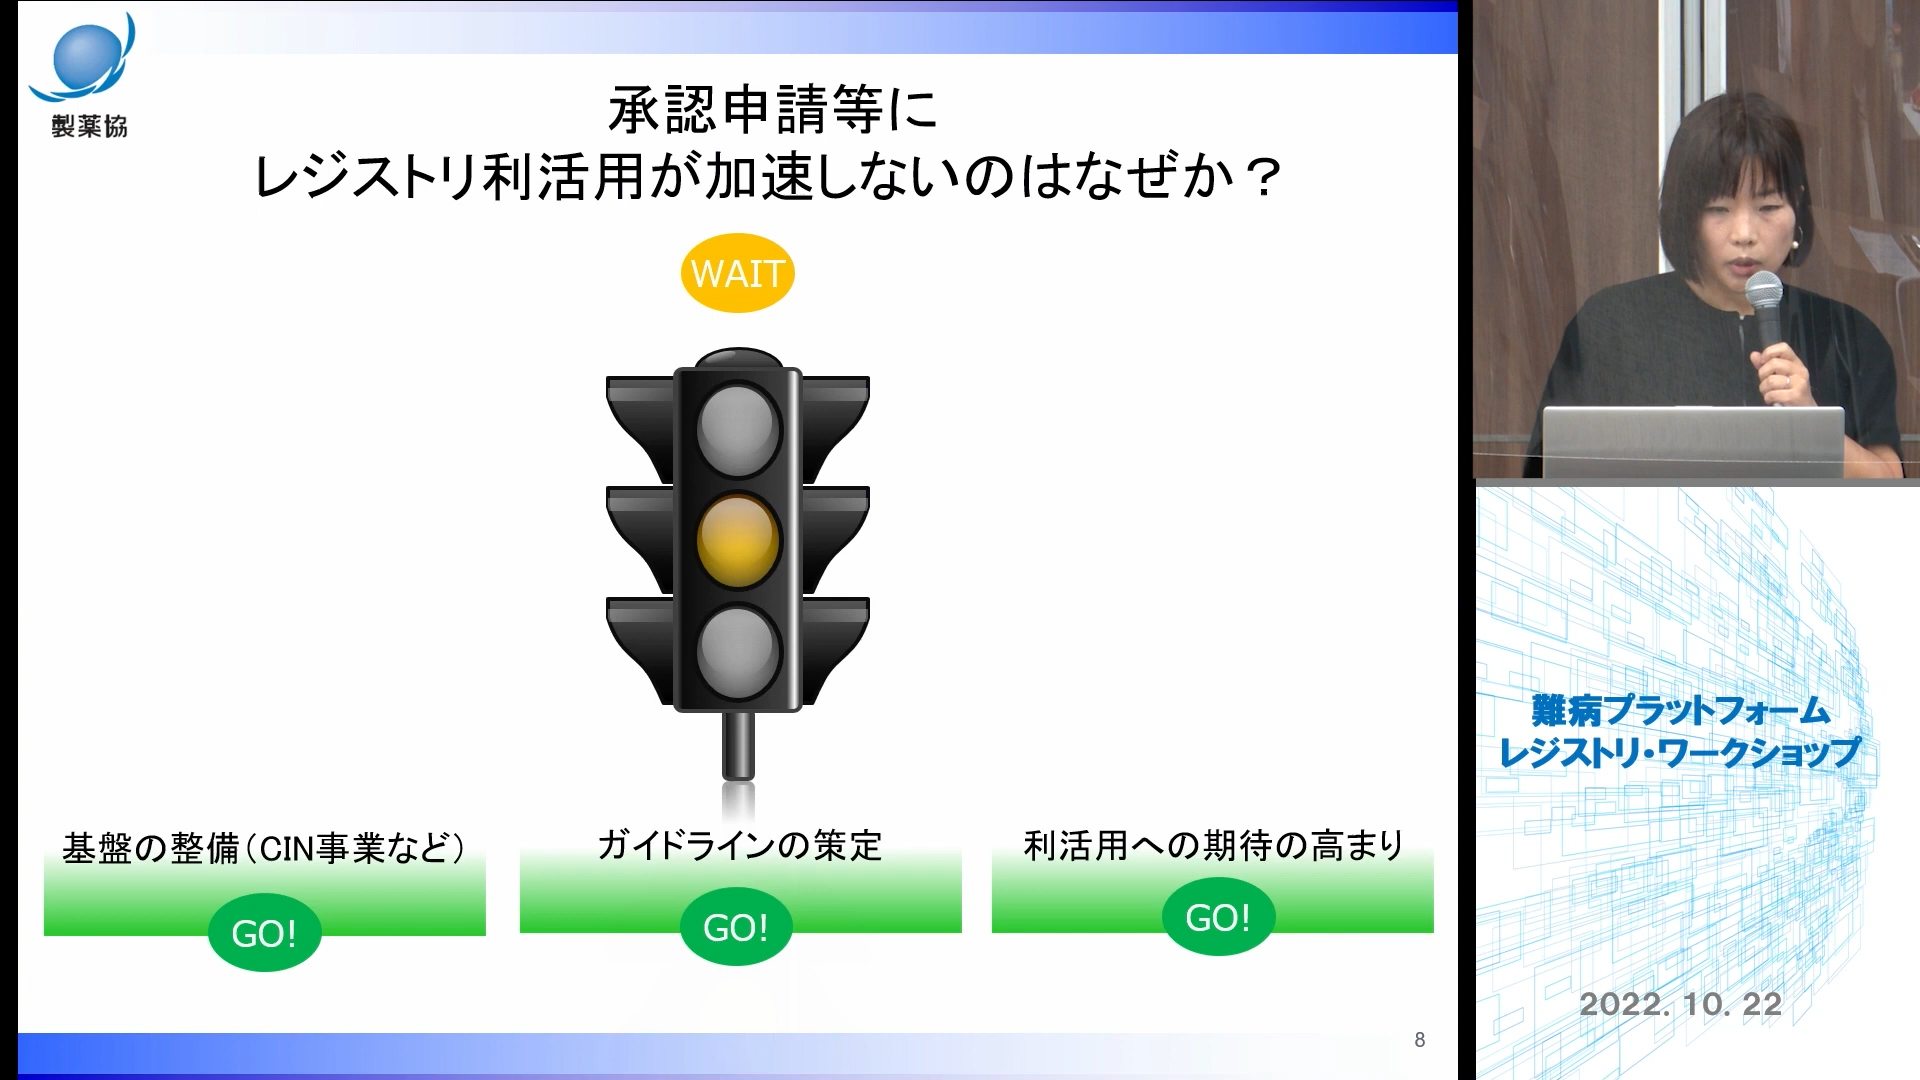 製薬協
承認申請等に
レジストリ利活用が加速しないのはなぜか？
WAIT
基盤の整備（CIN事業など）
GO!
ガイドラインの策定
GO!
利活用への期待の高まり
GO!
8
難病プラットフォーム
レジストリ・ワークショップ
2022. 10. 22